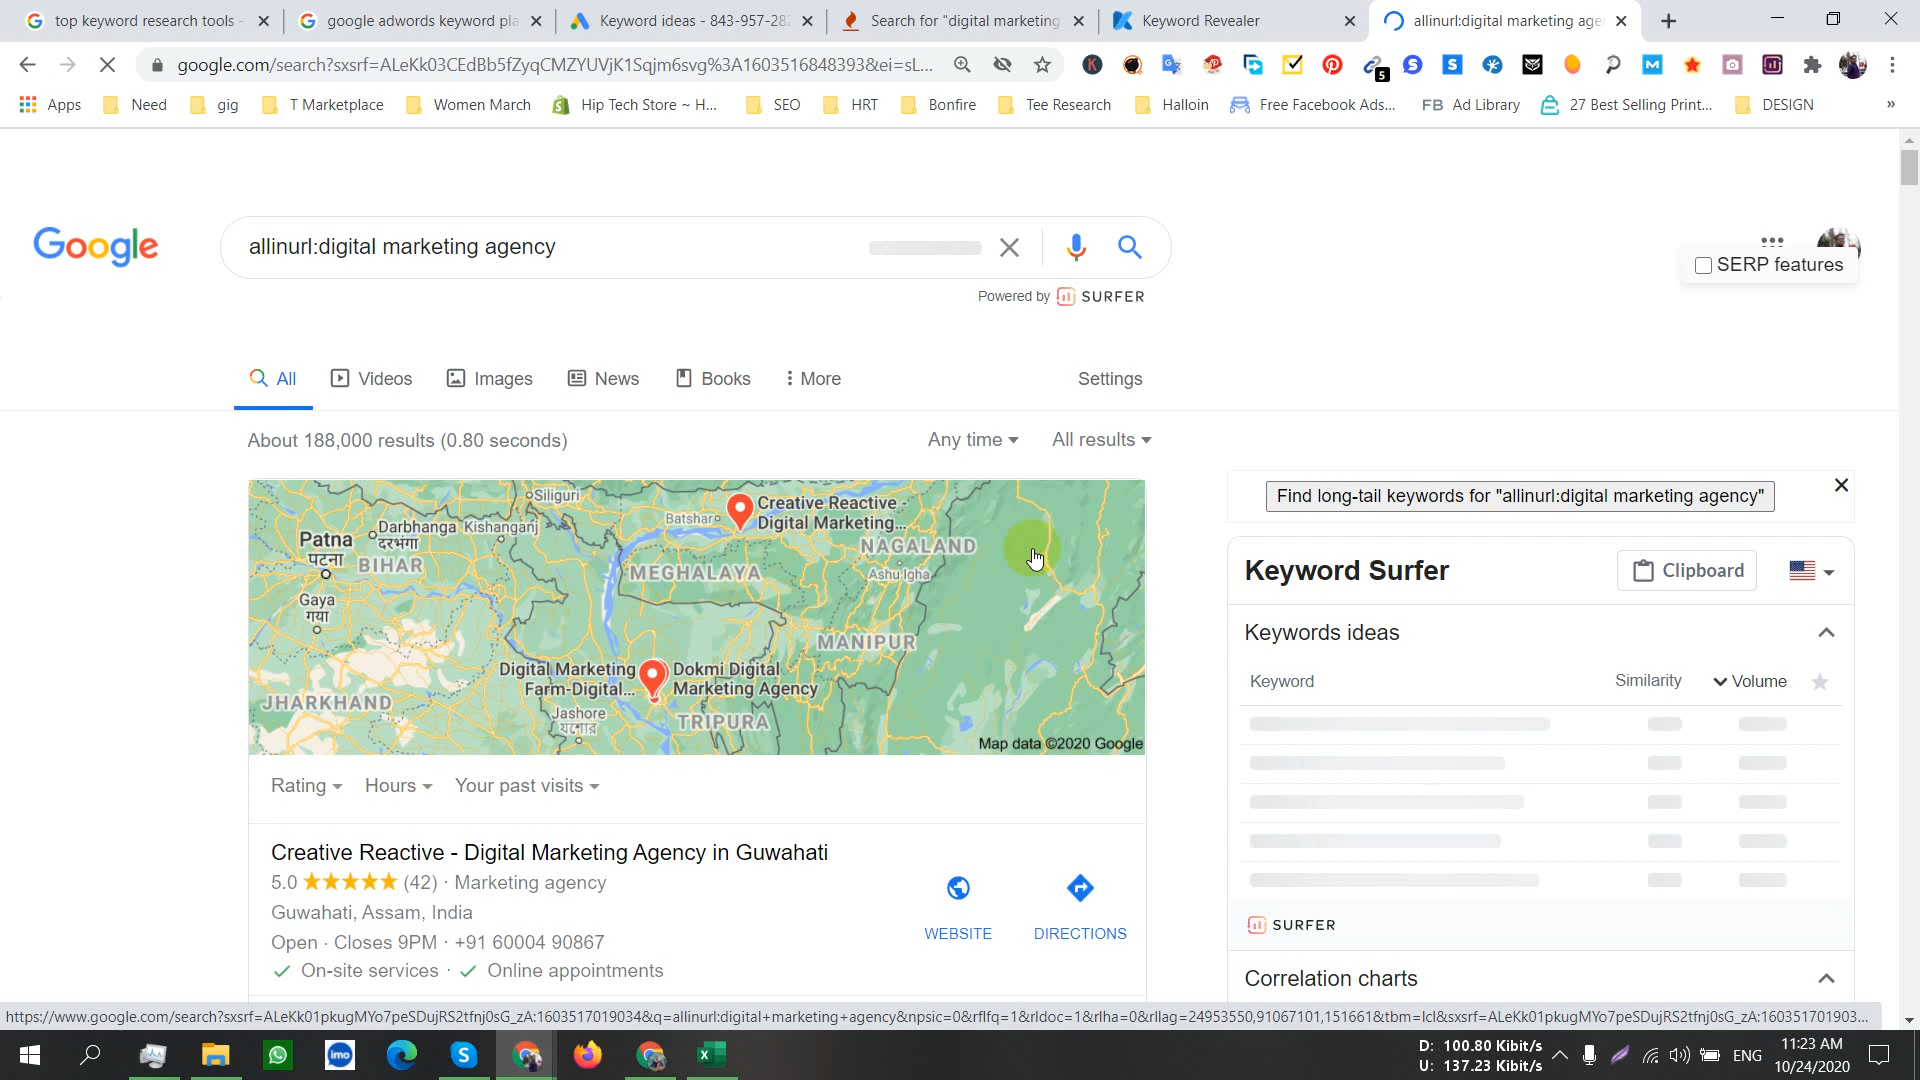 top keyword research tools -
google adwords keyword pla
Keyword ideas - 843-957-282
Search for "digital marketing
Keyword Revealer
allinurl:digital marketing age
google.com/search?sxsrf=ALeKk03CEdBb5fZyqCMZYUVjK1Sqjm6svg%3A1603516848393&ei=sL...
5
Apps
Need
gig
T Marketplace
Women March
Hip Tech Store ~ H...
SEO
HRT
Bonfire
Tee Research
Halloin
Free Facebook Ads...
FB Ad Library
27 Best Selling Print...
DESIGN
»
Google
allinurl:digital marketing agency
SERP features
Powered by SURFER
All
Videos
Images
News
Books
More
Settings
About 188,000 results (0.80 seconds)
Any time
All results
Siliguri
Darbhanga
दरभंगा
Kishanganj
Patna
पटना
BIHAR
Gaya
गया
JHARKHAND
Batshar
Creative Reactive -
Digital Marketing...
MEGHALAYA
NAGALAND
Ashuigha
MANIPUR
Digital Marketing
Farm-Digital...
Dokmi Digital
Marketing Agency
Jashore
যশোর
TRIPURA
Map data ©2020 Google
Find long-tail keywords for "allinurl:digital marketing agency"
Keyword Surfer
Clipboard
Keywords ideas
Keyword
Similarity
Volume
SURFER
Correlation charts
Rating
Hours
Your past visits
Creative Reactive - Digital Marketing Agency in Guwahati
5.0 ★★★★★ (42) · Marketing agency
Guwahati, Assam, India
Open · Closes 9PM · +91 60004 90867
✓ On-site services · ✓ Online appointments
WEBSITE
DIRECTIONS
https://www.google.com/search?sxsrf=ALeKk01pkugMYo7peSDujRS2tfnj0sG_zA:1603517019034&q=allinurl:digital+marketing+agency&npsic=0&rflfq=1&rldoc=1&rlha=0&rllag=24953550,91067101,151661&tbm=lcl&sxsrf=ALeKk01pkugMYo7peSDujRS2tfnj0sG_zA:160351701903...
imo
D: 100.80 Kibit/s
U: 137.23 Kibit/s
ENG
11:23 AM
10/24/2020